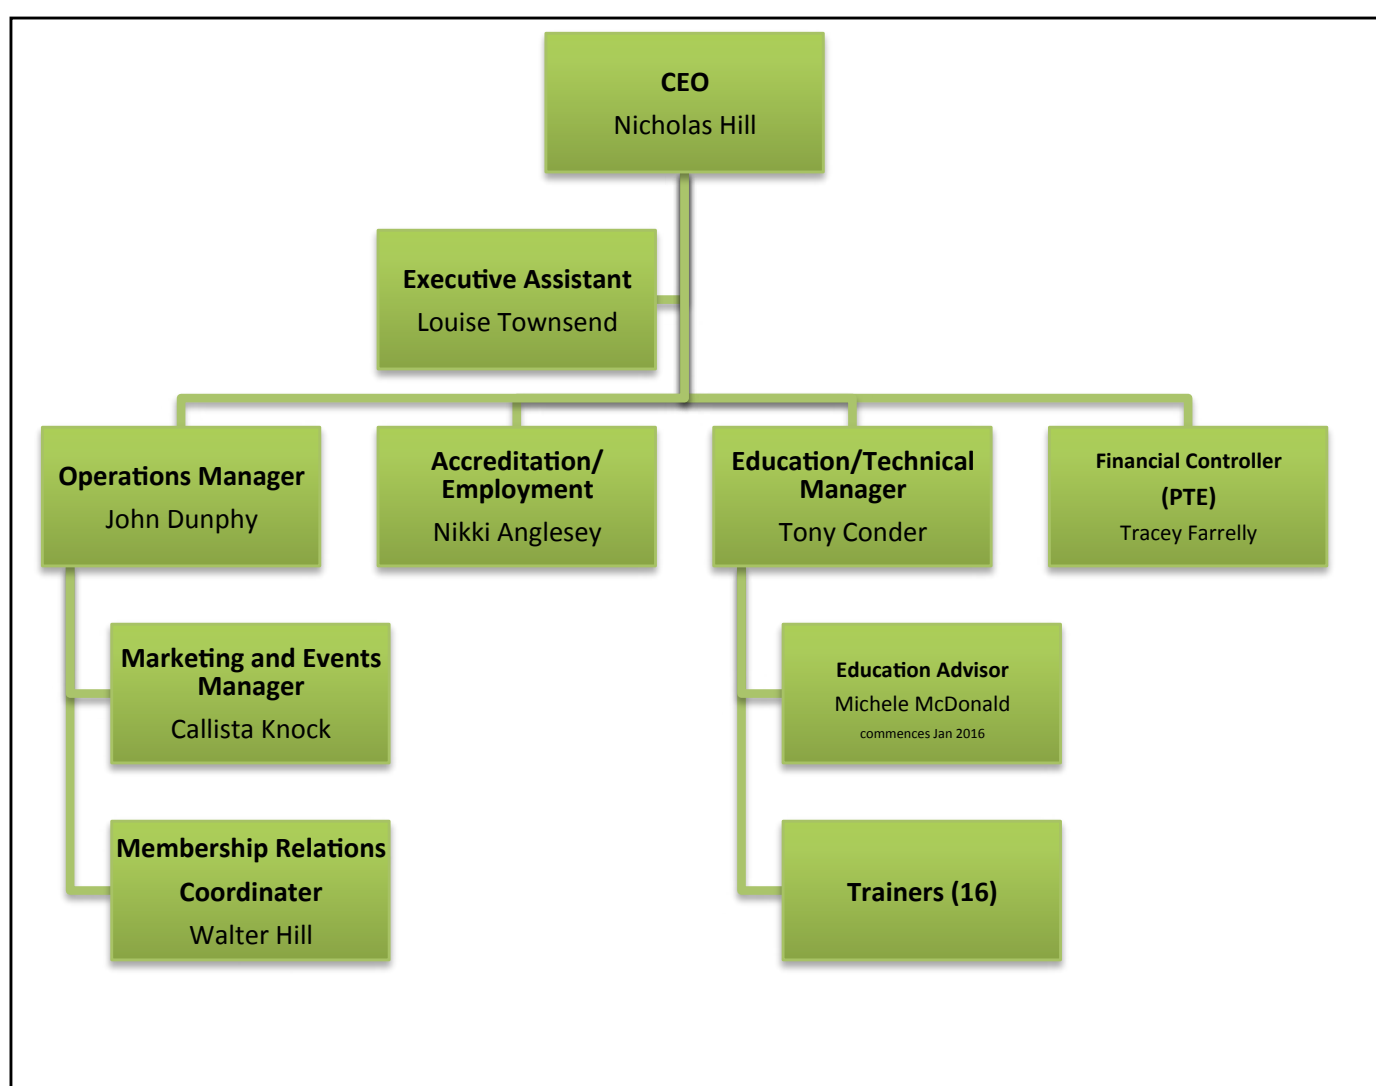 CEO
Nicholas Hill
Executive Assistant
Louise Townsend
Operations Manager
John Dunphy
Accreditation/
Employment
Nikki Anglesey
Education/Technical
Manager
Tony Conder
Financial Controller
(PTE)
Tracey Farrelly
Marketing and Events
Manager
Callista Knock
Education Advisor
Michele McDonald
commences Jan 2016
Membership Relations
Coordinater
Walter Hill
Trainers (16)